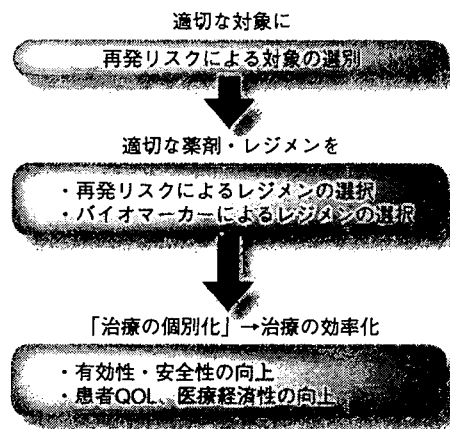 適切な対象に
再発リスクによる対象の選別
適切な薬剤・レジメンを
・再発リスクによるレジメンの選択
・バイオマーカーによるレジメンの選択
「治療の個別化」→治療の効率化
・有効性・安全性の向上
・患者QOL、医療経済性の向上